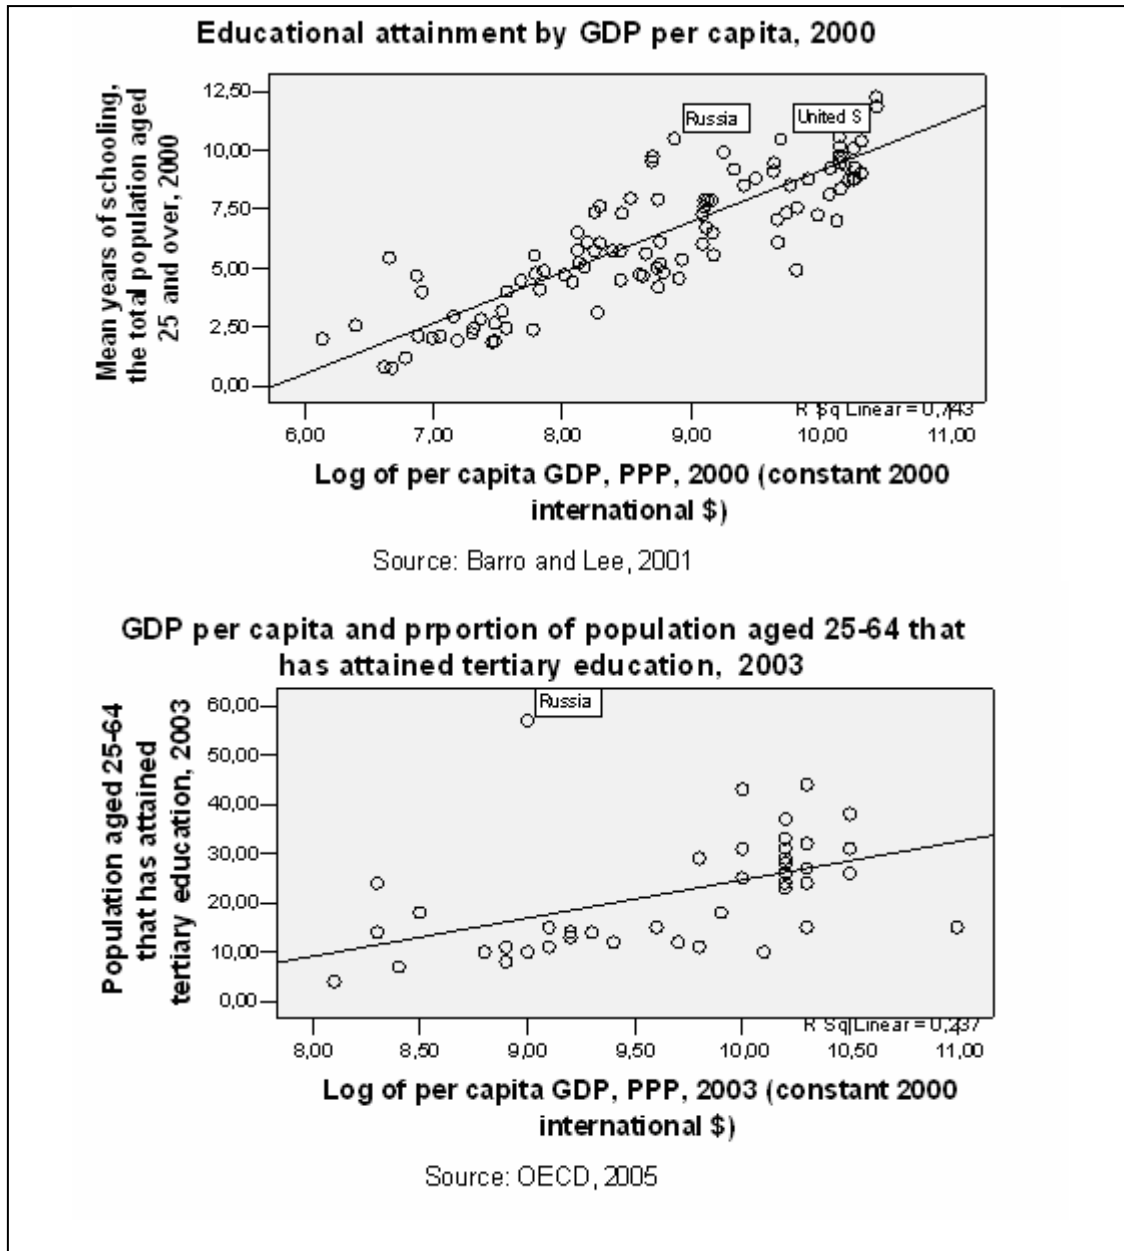 Educational attainment by GDP per capita, 2000
Mean years of schooling,
the total population aged
25 and over, 2000
12,50
10,00
7,50
5,00
2,50
0,00
Russia
United S
R Sq Linear = 0,743
6,00 7,00 8,00 9,00 10,00 11,00
Log of per capita GDP, PPP, 2000 (constant 2000
international $)
Source: Barro and Lee, 2001
GDP per capita and prportion of population aged 25-64 that
has attained tertiary education, 2003
Population aged 25-64
that has attained
tertiary education, 2003
60,00
50,00
40,00
30,00
20,00
10,00
0,00
Russia
R Sq Linear = 0,237
8,00 8,50 9,00 9,50 10,00 10,50 11,00
Log of per capita GDP, PPP, 2003 (constant 2000
international $)
Source: OECD, 2005